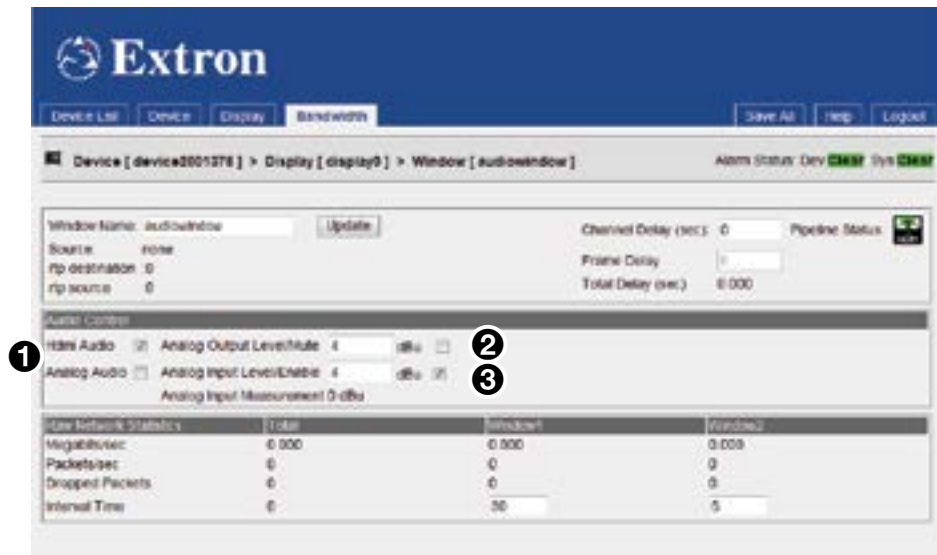 Extron
Device List Device Display Bandwidth Save All Help Logout
Device [ device2001376 ] > Display [ display0 ] > Window [ audiowindow ] Alarm Status: Dev Clear Sys Clear
Window Name: audiowindow Update Channel Delay (sec): 0 Pipeline Status
Source none Frame Delay
rtp destination 0 Total Delay (sec) 0.000
rtp source 0
Audio Control
1 Hdmi Audio Analog Output Level/Mute 4 dBu 2
Analog Audio Analog Input Level/Enable 4 dBu 3
Analog Input Measurement 0 dBu
Raw Network Statistics Total Window1 Window2
Megabits/sec 0.000 0.000 0.000
Packets/sec 0 0 0
Dropped Packets 0 0 0
Interval Time 0 30 5